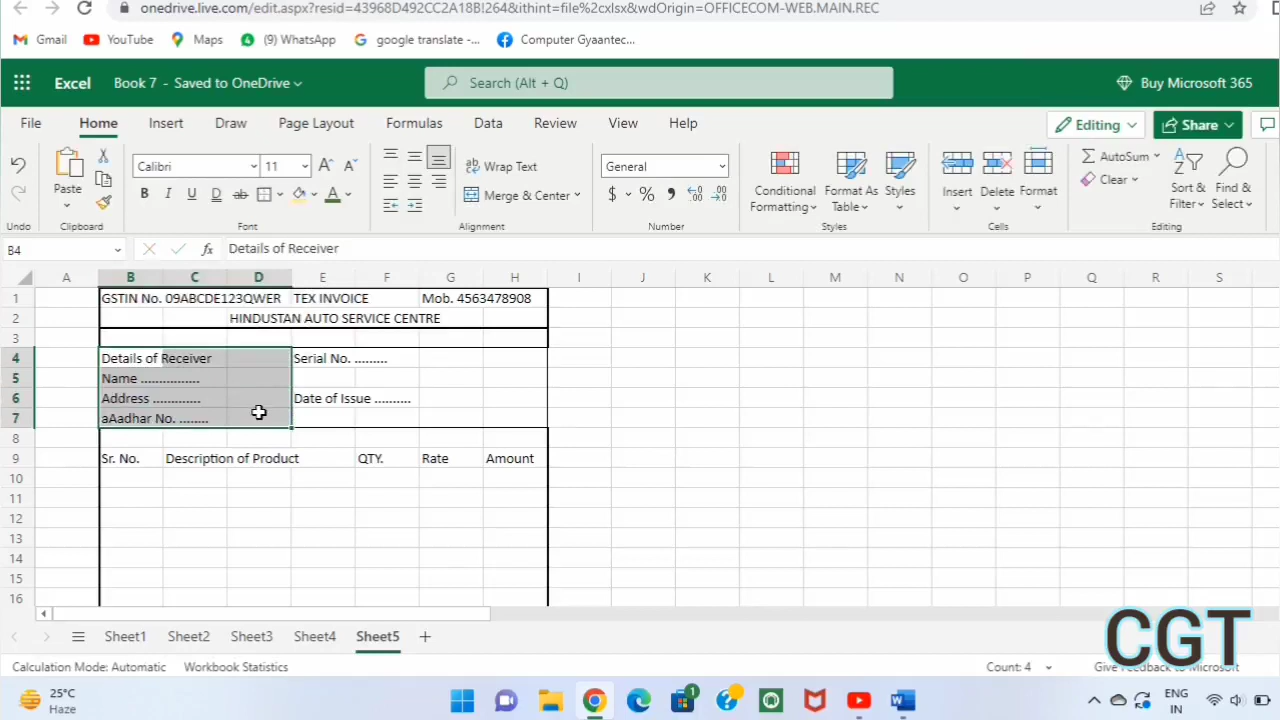 onedrive.live.com/edit.aspx?resid=43968D492CC2A18B!264&ithint=file%2cxlsx&wdOrigin=OFFICECOM-WEB.MAIN.REC
Gmail YouTube Maps (9) WhatsApp google translate -... Computer Gyaantec...
Excel Book 7 - Saved to OneDrive Search (Alt + Q) Buy Microsoft 365
File Home Insert Draw Page Layout Formulas Data Review View Help Editing Share
Calibri 11 Wrap Text General AutoSum
Paste Merge & Center Conditional Formatting Format As Table Styles Insert Delete Format Clear Sort & Filter Find & Select
Undo Clipboard Font Alignment Number Styles Cells Editing
B4 fx Details of Receiver
A B C D E F G H I J K L M N O P Q R S
1 GSTIN No. 09ABCDE123QWER TEX INVOICE Mob. 4563478908
2 HINDUSTAN AUTO SERVICE CENTRE
3
4 Details of Receiver Serial No. .........
5 Name ................
6 Address ............. Date of Issue ..........
7 aAadhar No. ........
8
9 Sr. No. Description of Product QTY. Rate Amount
10
11
12
13
14
15
16
Sheet1 Sheet2 Sheet3 Sheet4 Sheet5
CGT
Calculation Mode: Automatic Workbook Statistics Count: 4 Give Feedback to Microsoft
25°C ENG
Haze IN
1